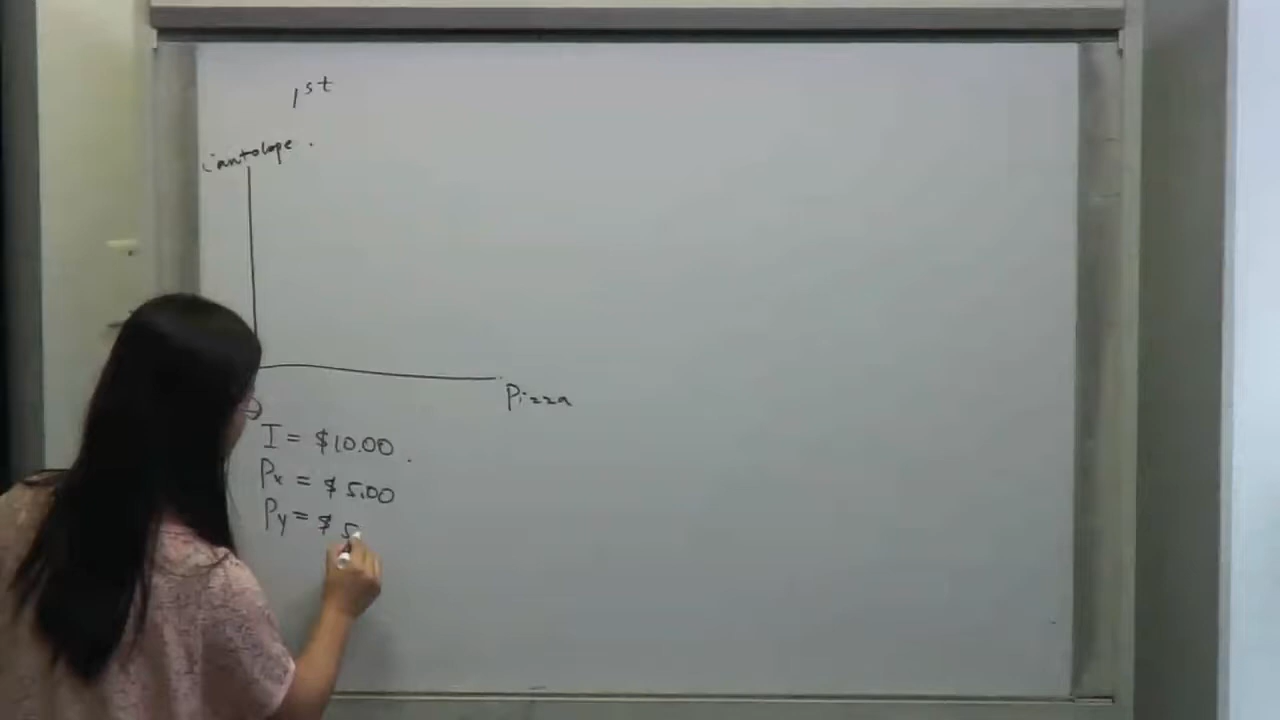 1st
Cantolope.
Pizza
I = $10.00.
Px = $5.00
Py = $5